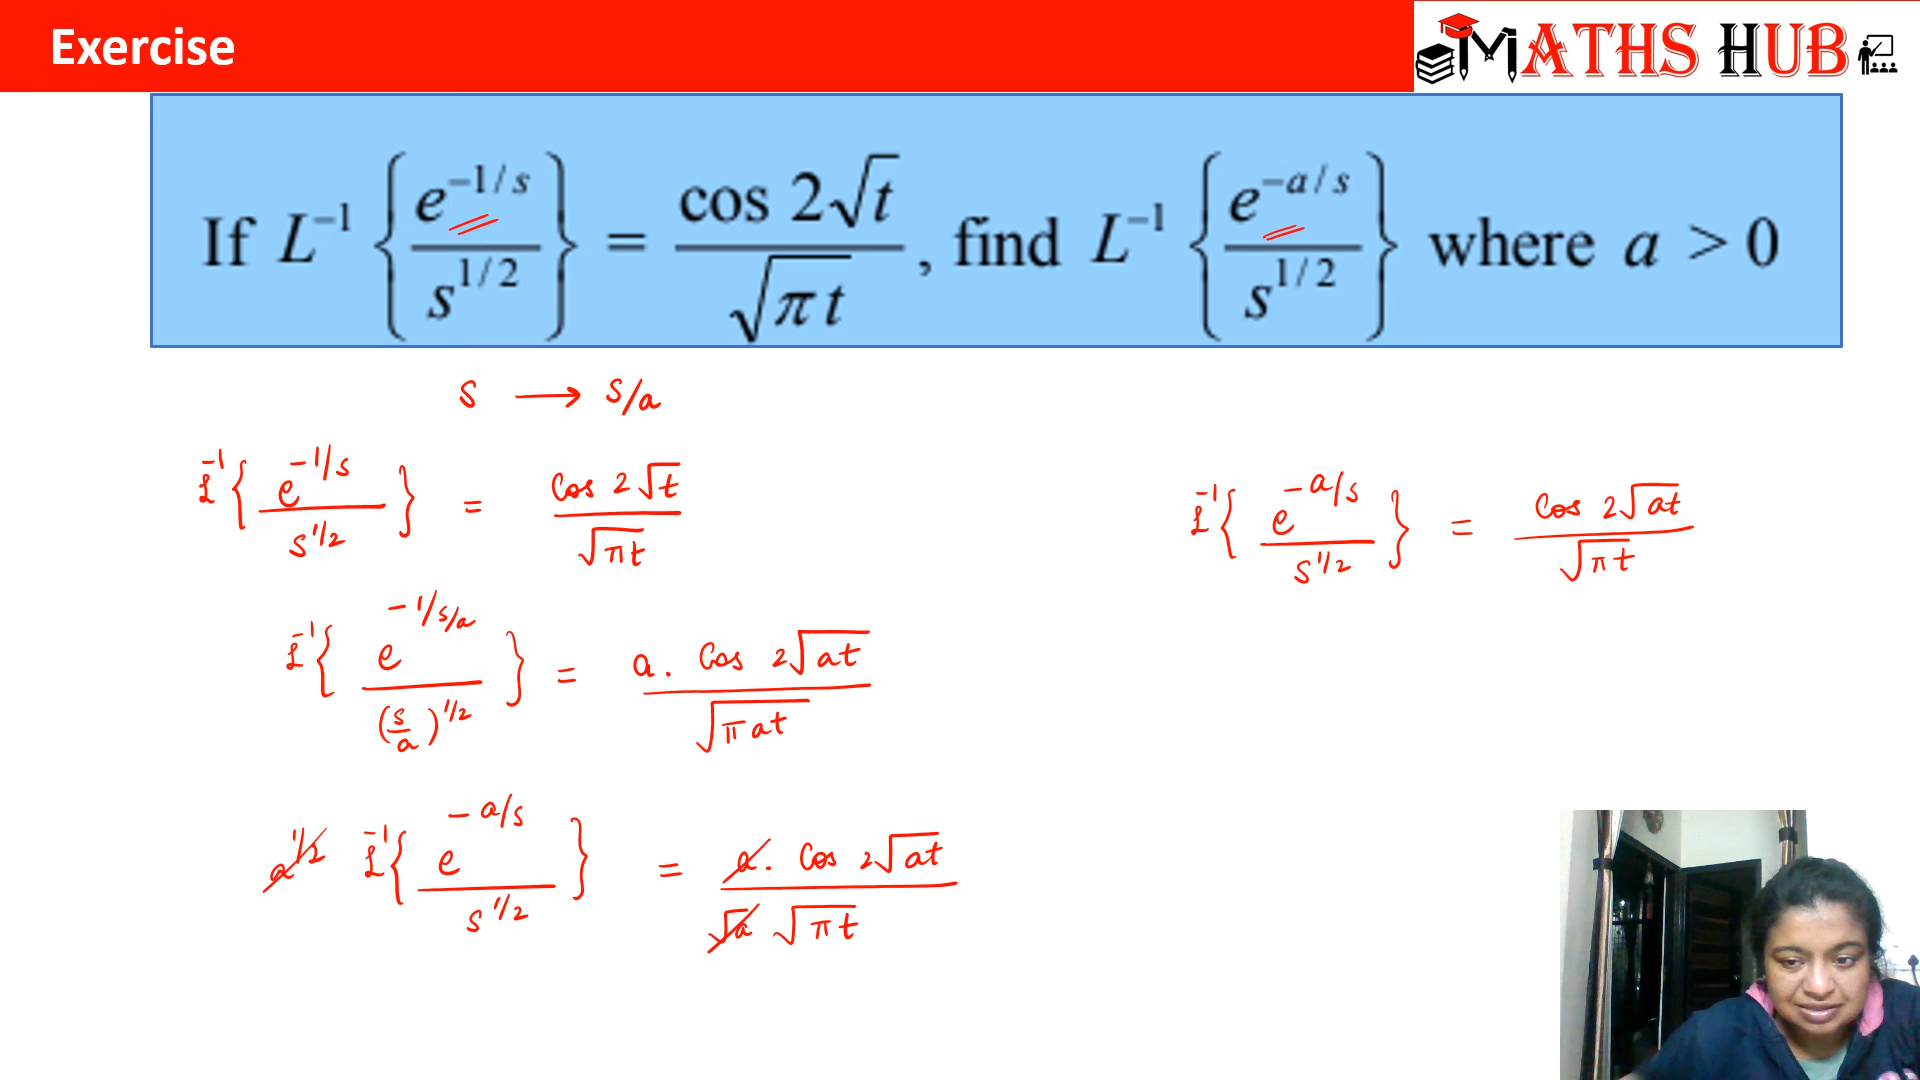 Exercise
MATHS HUB
If L⁻¹ { e^(-1/s) / s^(1/2) } = cos 2√t / √(π t) , find L⁻¹ { e^(-a/s) / s^(1/2) } where a > 0
s → s/a
L⁻¹ { e^(-1/s) / s^(1/2) } = cos 2√t / √(πt)
L⁻¹ { e^(-a/s) / s^(1/2) } = cos 2√(at) / √(πt)
L⁻¹ { e^(-1/s/a) / (s/a)^(1/2) } = a. cos 2√(at) / √(π at)
a^(1/2) L⁻¹ { e^(-a/s) / s^(1/2) } = a. cos 2√(at) / √a √(πt)